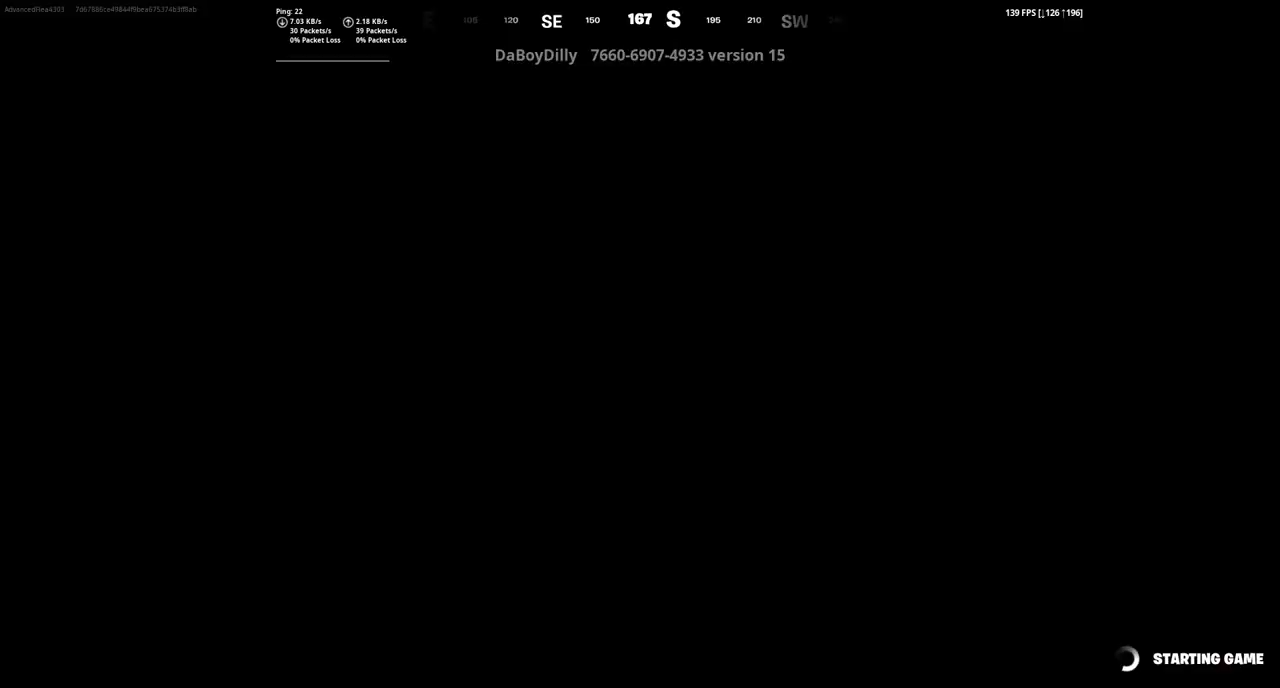 AdvancedFlea4303
Ping: 22
7.03 KB/s 2.18 KB/s
30 Packets/s 39 Packets/s
0% Packet Loss 0% Packet Loss
105 120 SE 150 167 S 195 210 SW
139 FPS [↓126 ↑196]
DaBoyDilly 7660-6907-4933 version 15
STARTING GAME